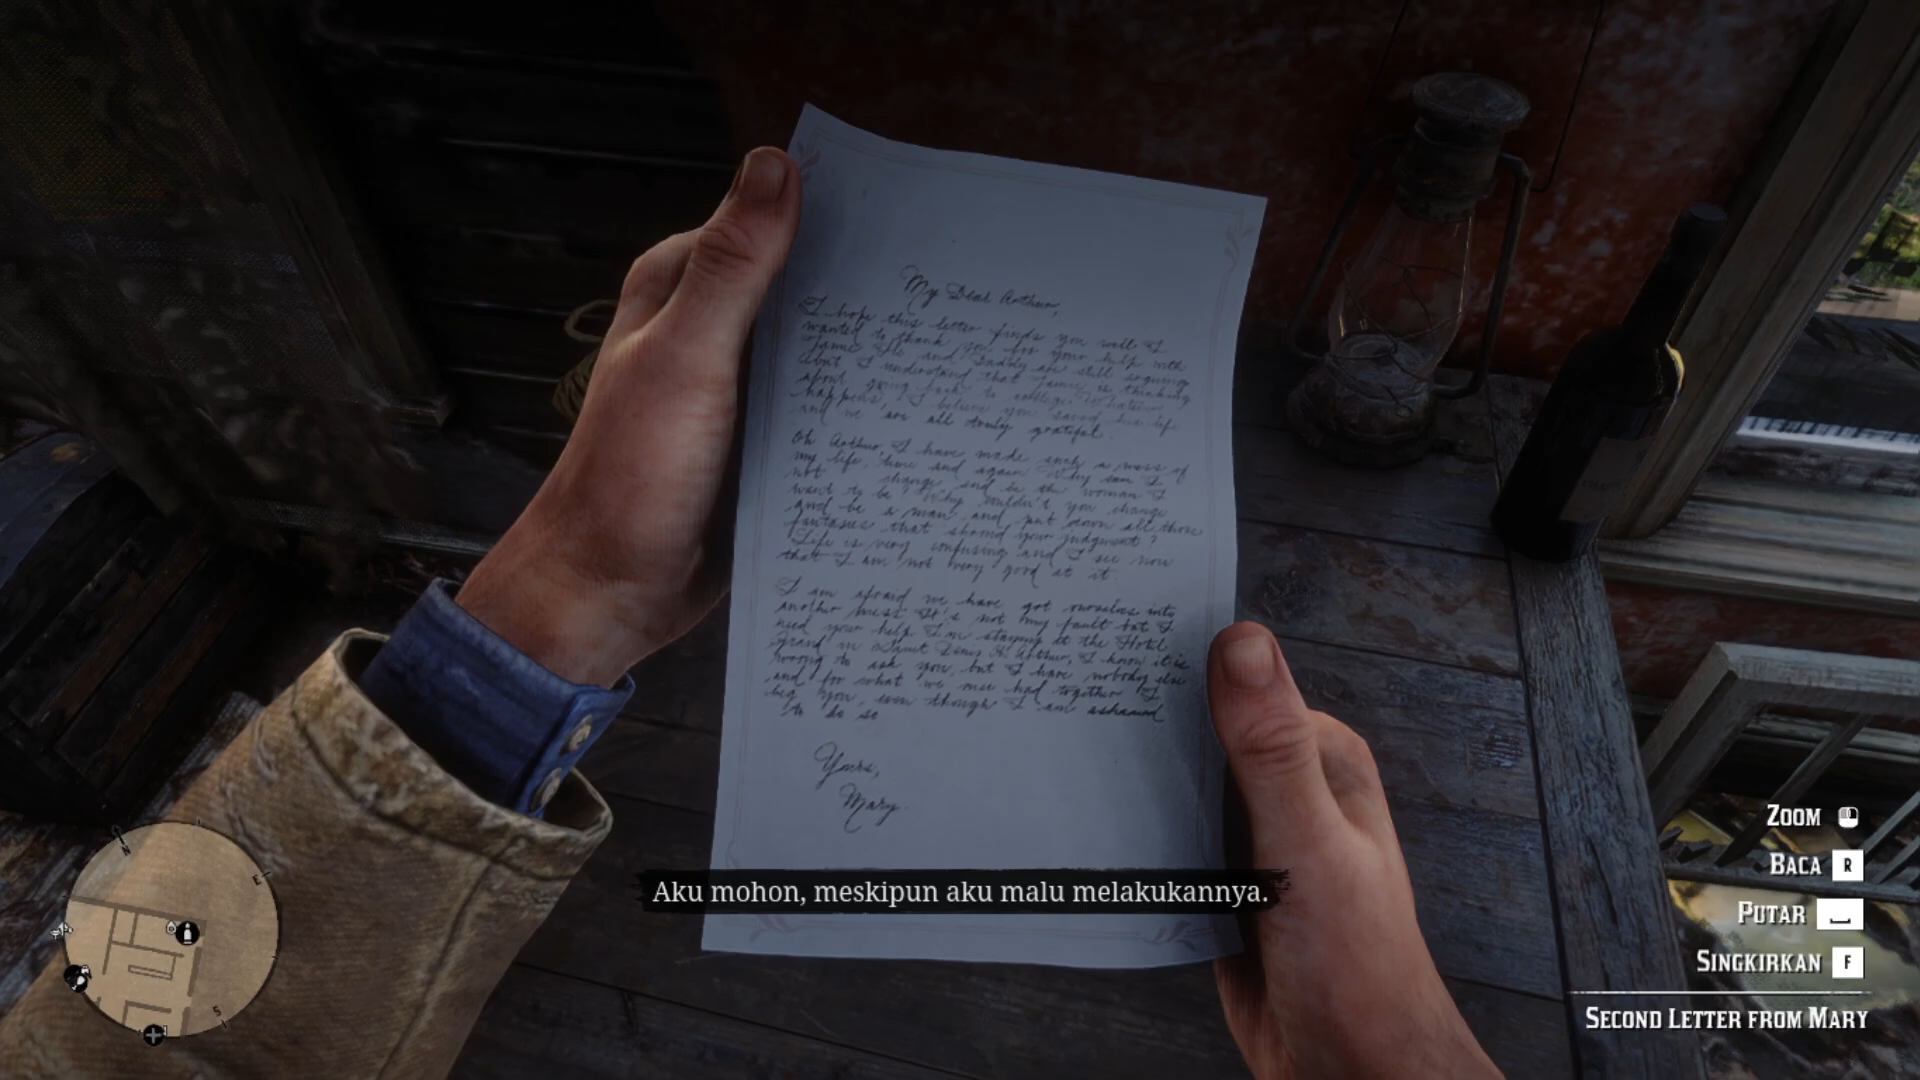 My Dear Arthur,
I hope this letter finds you well. I
wanted to thank you for your help with
Jamie. He and Daddy are still arguing
but I understand that Jamie is thinking
about going back to college. Whatever
happens, I believe you saved his life
and we are all truly grateful.
Oh Arthur, I have made such a mess of
my life, time and again. Why can I
not change and be the woman I
want to be? Why couldn't you change
and be a man and put down all those
fantasies that shroud your judgment?
Life is very confusing and I see now
that I am not very good at it.
I am afraid we have got ourselves into
another mess. It's not my fault but I
need your help. I'm staying at the Hotel
Grand in Saint Denis. Oh Arthur, I know it is
wrong to ask you, but I have nobody else
and for what we once had together I
beg you, even though I am ashamed
to do so
Yours,
Mary.
Aku mohon, meskipun aku malu melakukannya.
ZOOM
BACA R
PUTAR
SINGKIRKAN F
SECOND LETTER FROM MARY
N
E
S